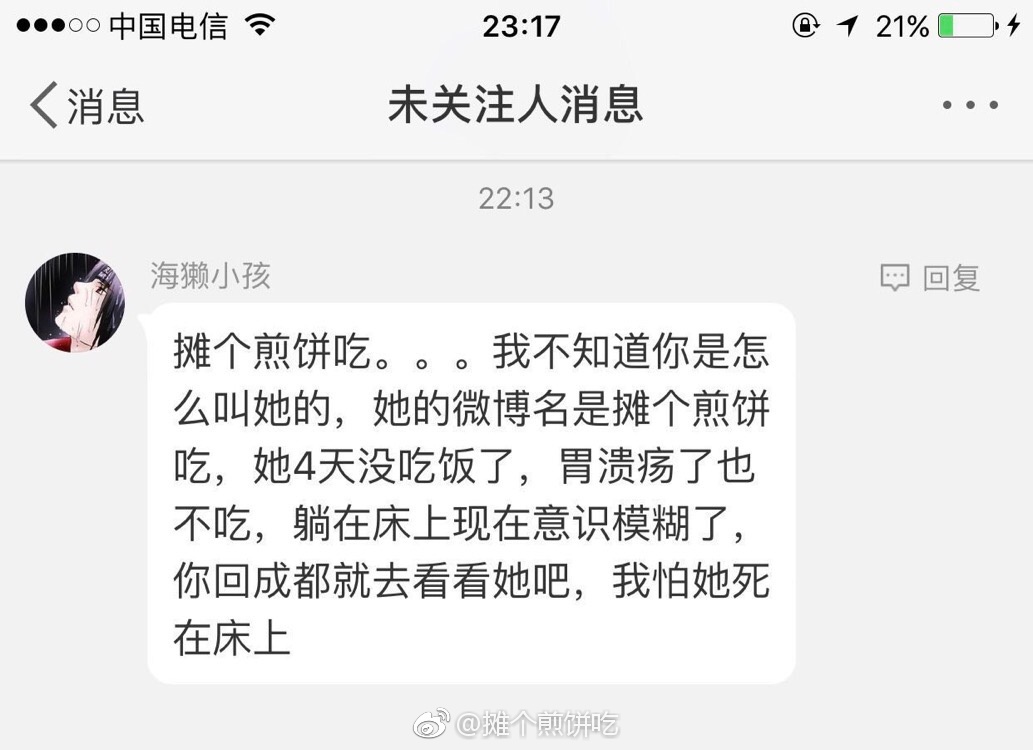 中国电信 23:17 21%
消息 未关注人消息
22:13
海獭小孩 回复
摊个煎饼吃。。。我不知道你是怎
么叫她的，她的微博名是摊个煎饼
吃，她4天没吃饭了，胃溃疡了也
不吃，躺在床上现在意识模糊了，
你回成都就去看看她吧，我怕她死
在床上
@摊个煎饼吃